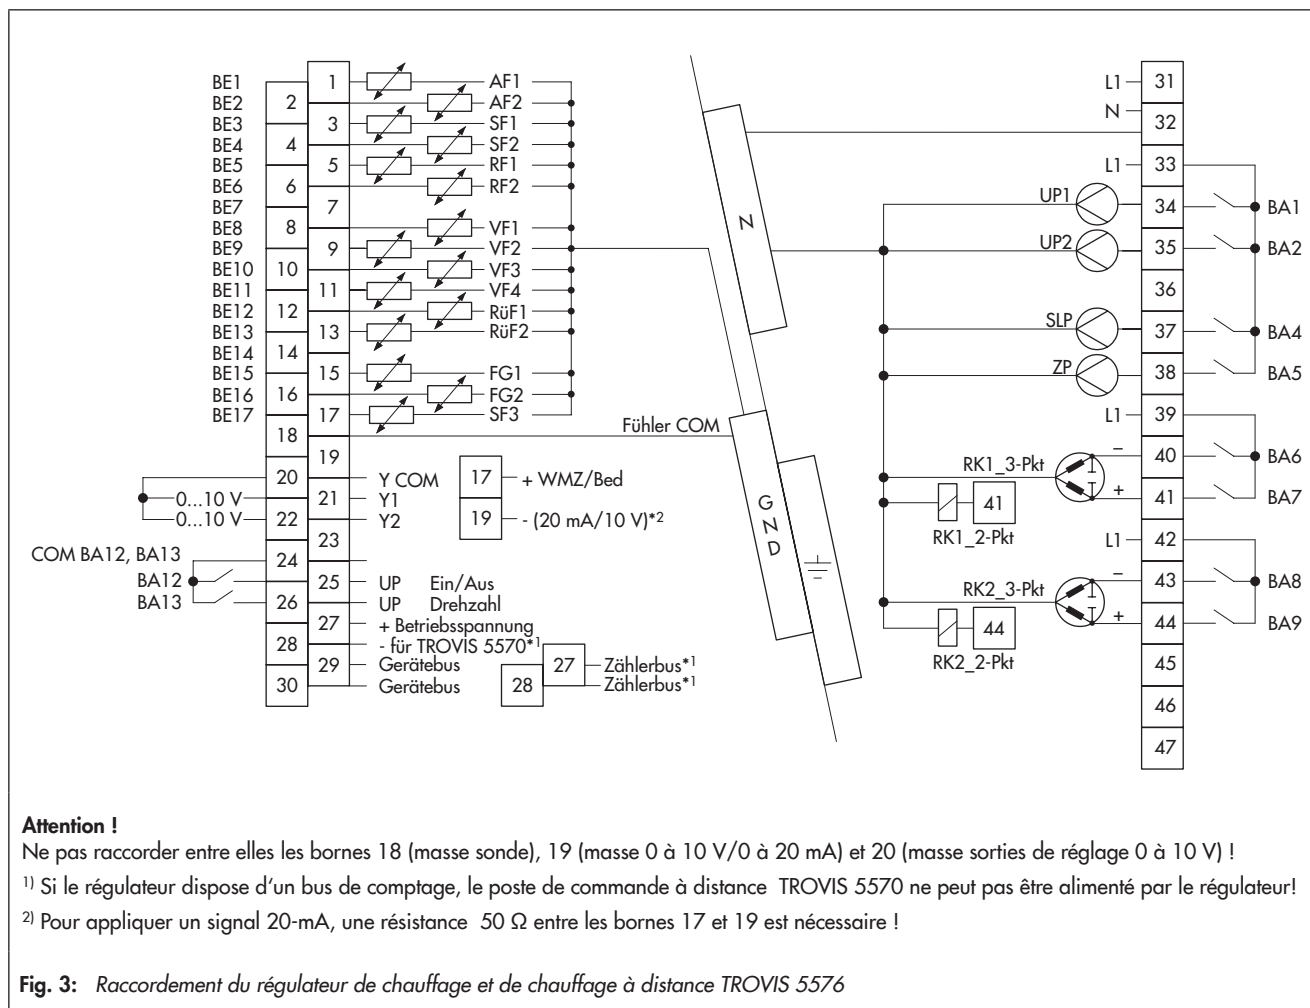 BE1 1 AF1
BE2 2 AF2
BE3 3 SF1
BE4 4 SF2
BE5 5 RF1
BE6 6 RF2
BE7 7
BE8 8 VF1
BE9 9 VF2
BE10 10 VF3
BE11 11 VF4
BE12 12 RüF1
BE13 13 RüF2
BE14 14
BE15 15 FG1
BE16 16 FG2
BE17 17 SF3
18 Fühler COM
19
20 Y COM
0...10 V 21 Y1
0...10 V 22 Y2
23
COM BA12, BA13 24
BA12 25 UP Ein/Aus
BA13 26 UP Drehzahl
27 + Betriebsspannung
28 - für TROVIS 5570*1
29 Gerätebus
30 Gerätebus
17 + WMZ/Bed
19 - (20 mA/10 V)*2
27 Zählerbus*1
28 Zählerbus*1
N
GND
L1 31
N 32
L1 33
UP1 34 BA1
UP2 35 BA2
36
SLP 37 BA4
ZP 38 BA5
L1 39
RK1_3-Pkt − 40 BA6
+ 41 BA7
41
RK1_2-Pkt
L1 42
RK2_3-Pkt − 43 BA8
+ 44 BA9
44
RK2_2-Pkt
45
46
47
Attention !
Ne pas raccorder entre elles les bornes 18 (masse sonde), 19 (masse 0 à 10 V/0 à 20 mA) et 20 (masse sorties de réglage 0 à 10 V) !
1) Si le régulateur dispose d‘un bus de comptage, le poste de commande à distance TROVIS 5570 ne peut pas être alimenté par le régulateur!
2) Pour appliquer un signal 20-mA, une résistance 50 Ω entre les bornes 17 et 19 est nécessaire !
Fig. 3: Raccordement du régulateur de chauffage et de chauffage à distance TROVIS 5576